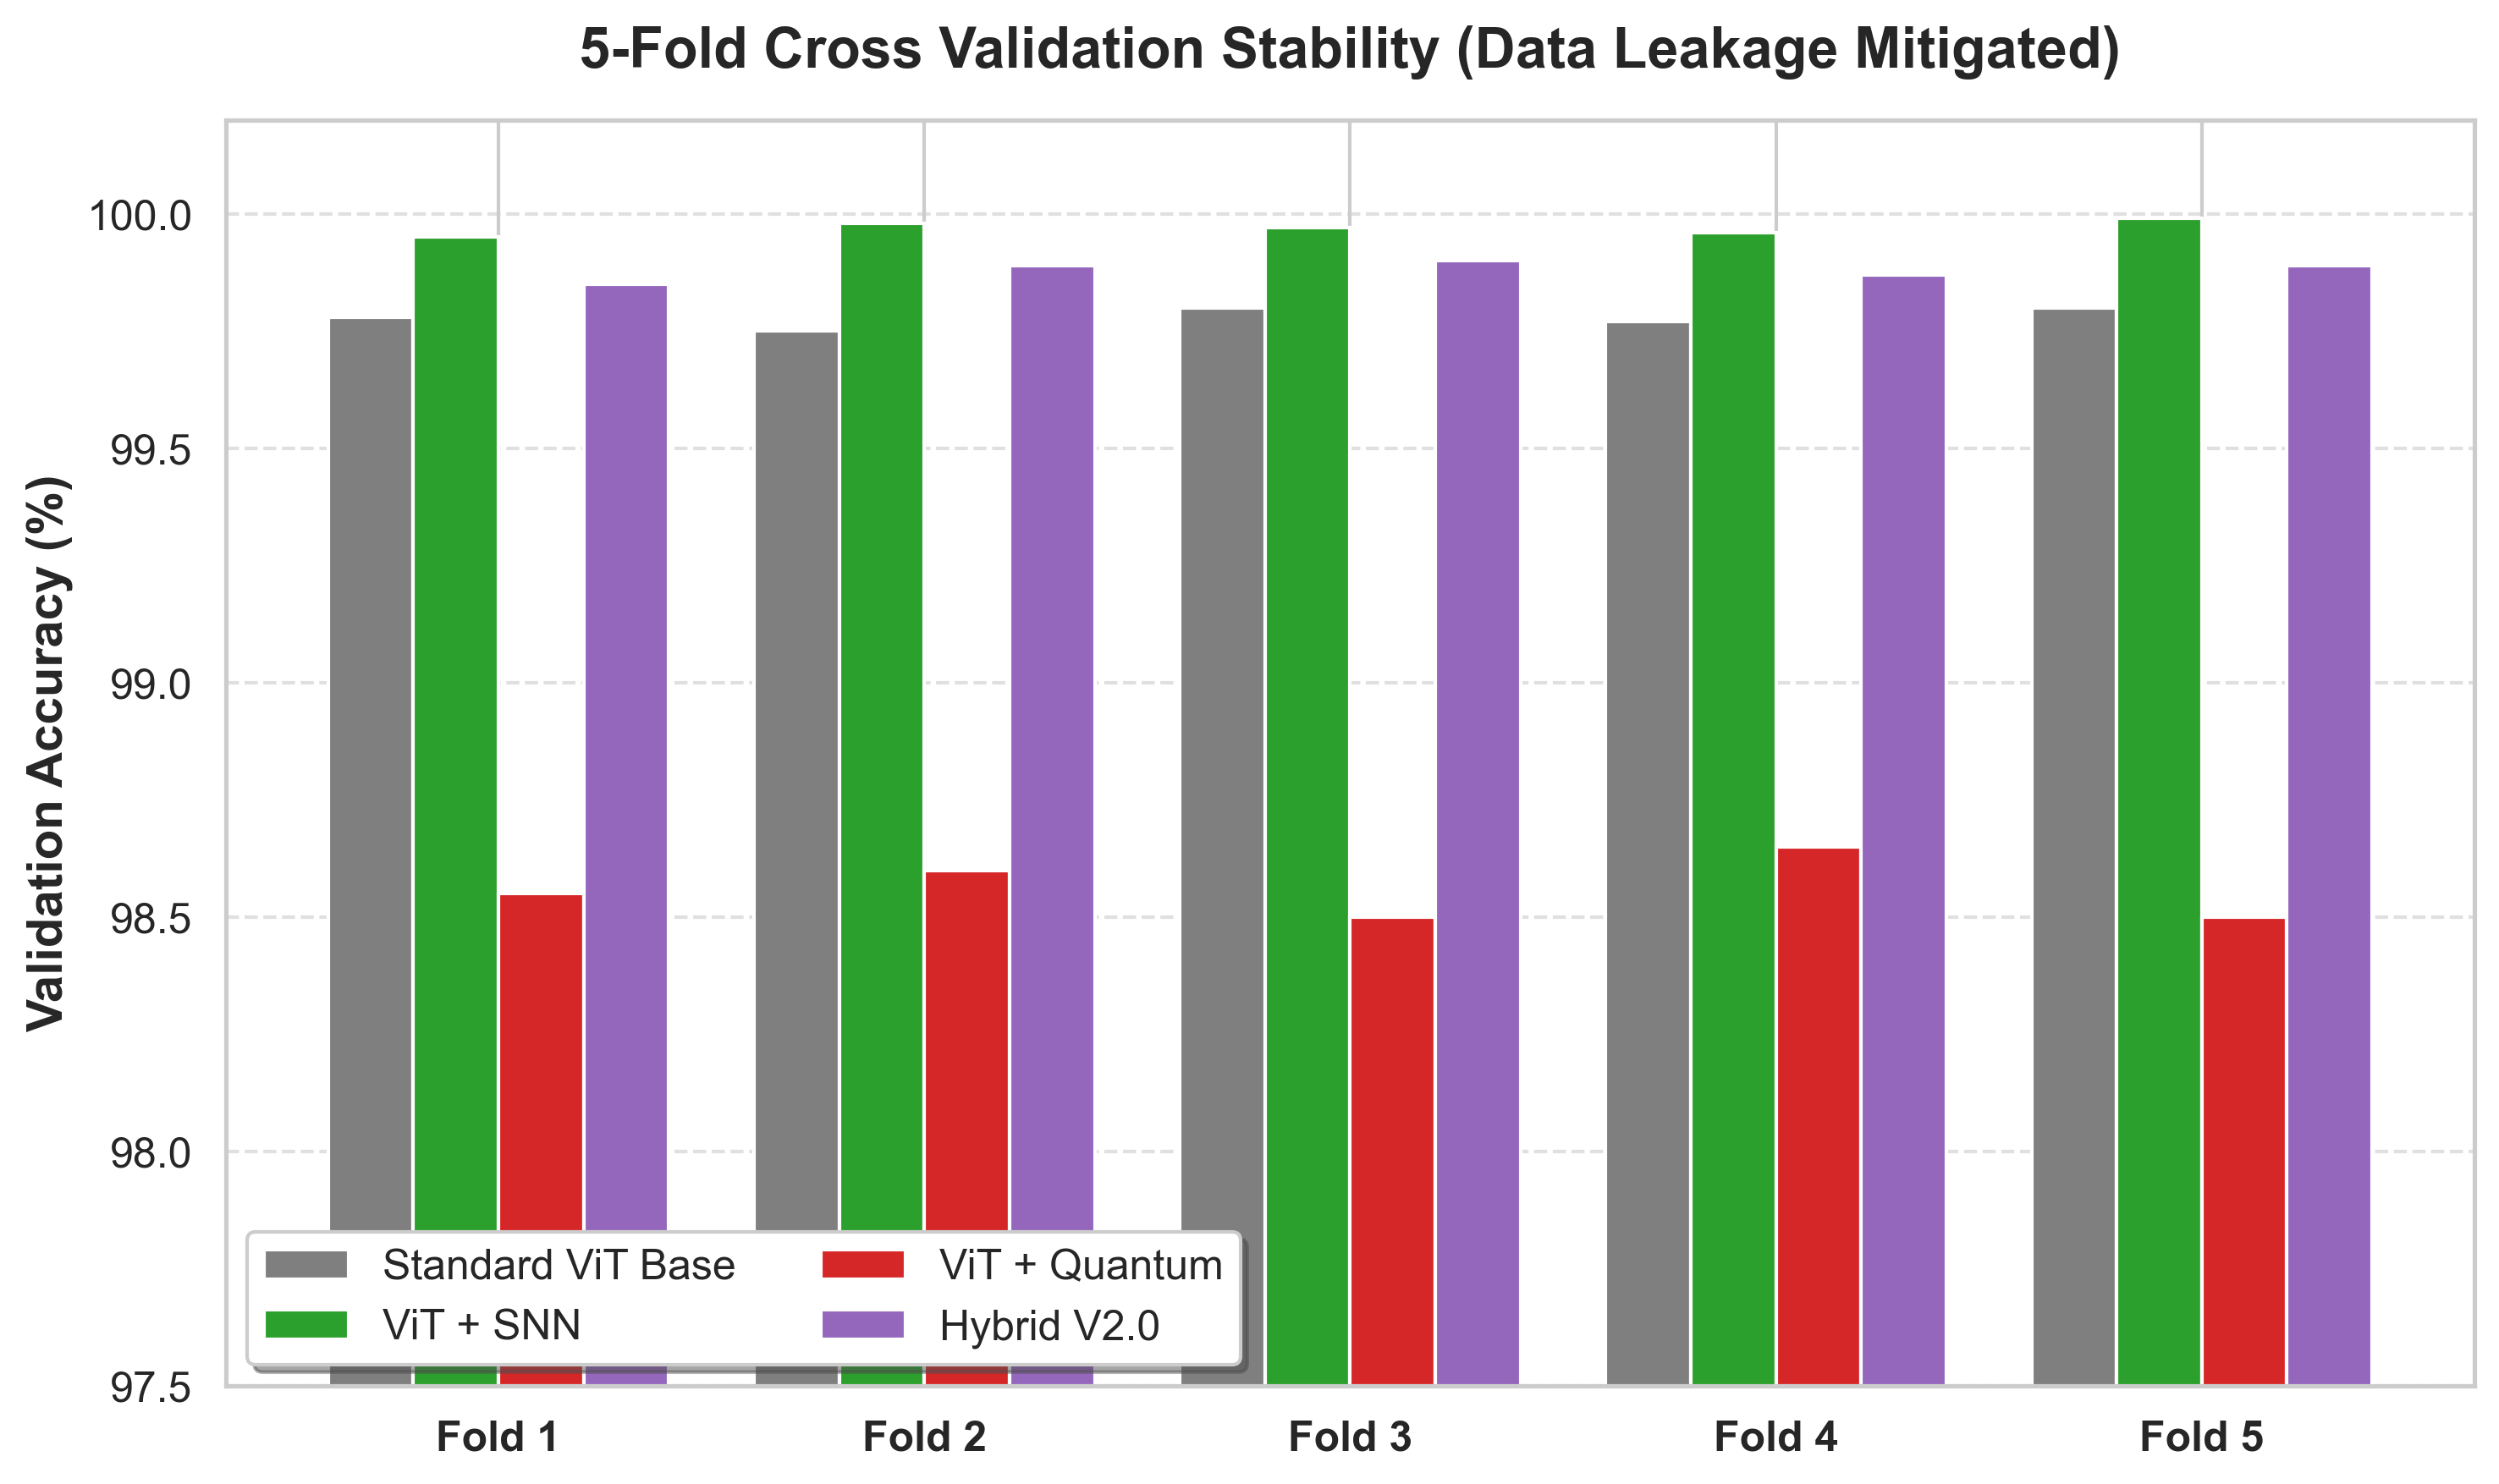 5-Fold Cross Validation Stability (Data Leakage Mitigated)
Validation Accuracy (%)
100.0
99.5
99.0
98.5
98.0
97.5
Standard ViT Base
ViT + SNN
ViT + Quantum
Hybrid V2.0
Fold 1
Fold 2
Fold 3
Fold 4
Fold 5